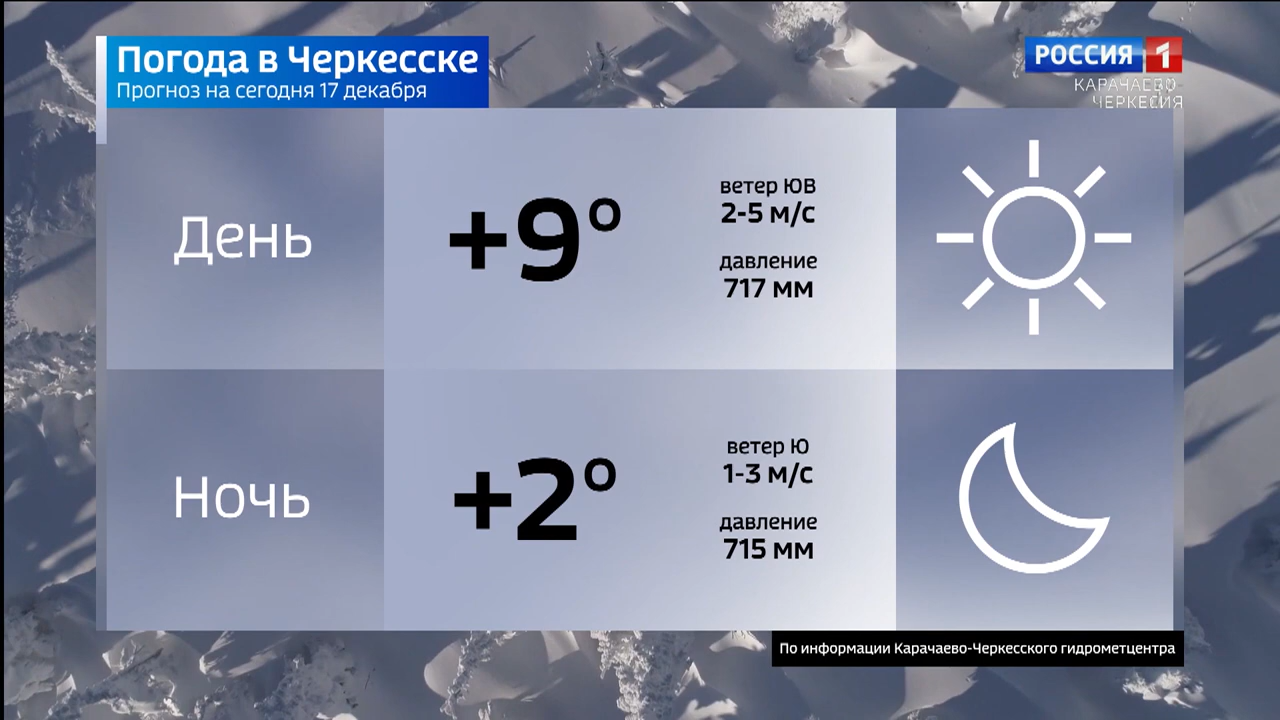 Погода в Черкесске
Прогноз на сегодня 17 декабря
РОССИЯ 1
КАРАЧАЕВО-
ЧЕРКЕСИЯ
День
+9°
ветер ЮВ
2-5 м/с
давление
717 мм
Ночь
+2°
ветер Ю
1-3 м/с
давление
715 мм
По информации Карачаево-Черкесского гидрометцентра